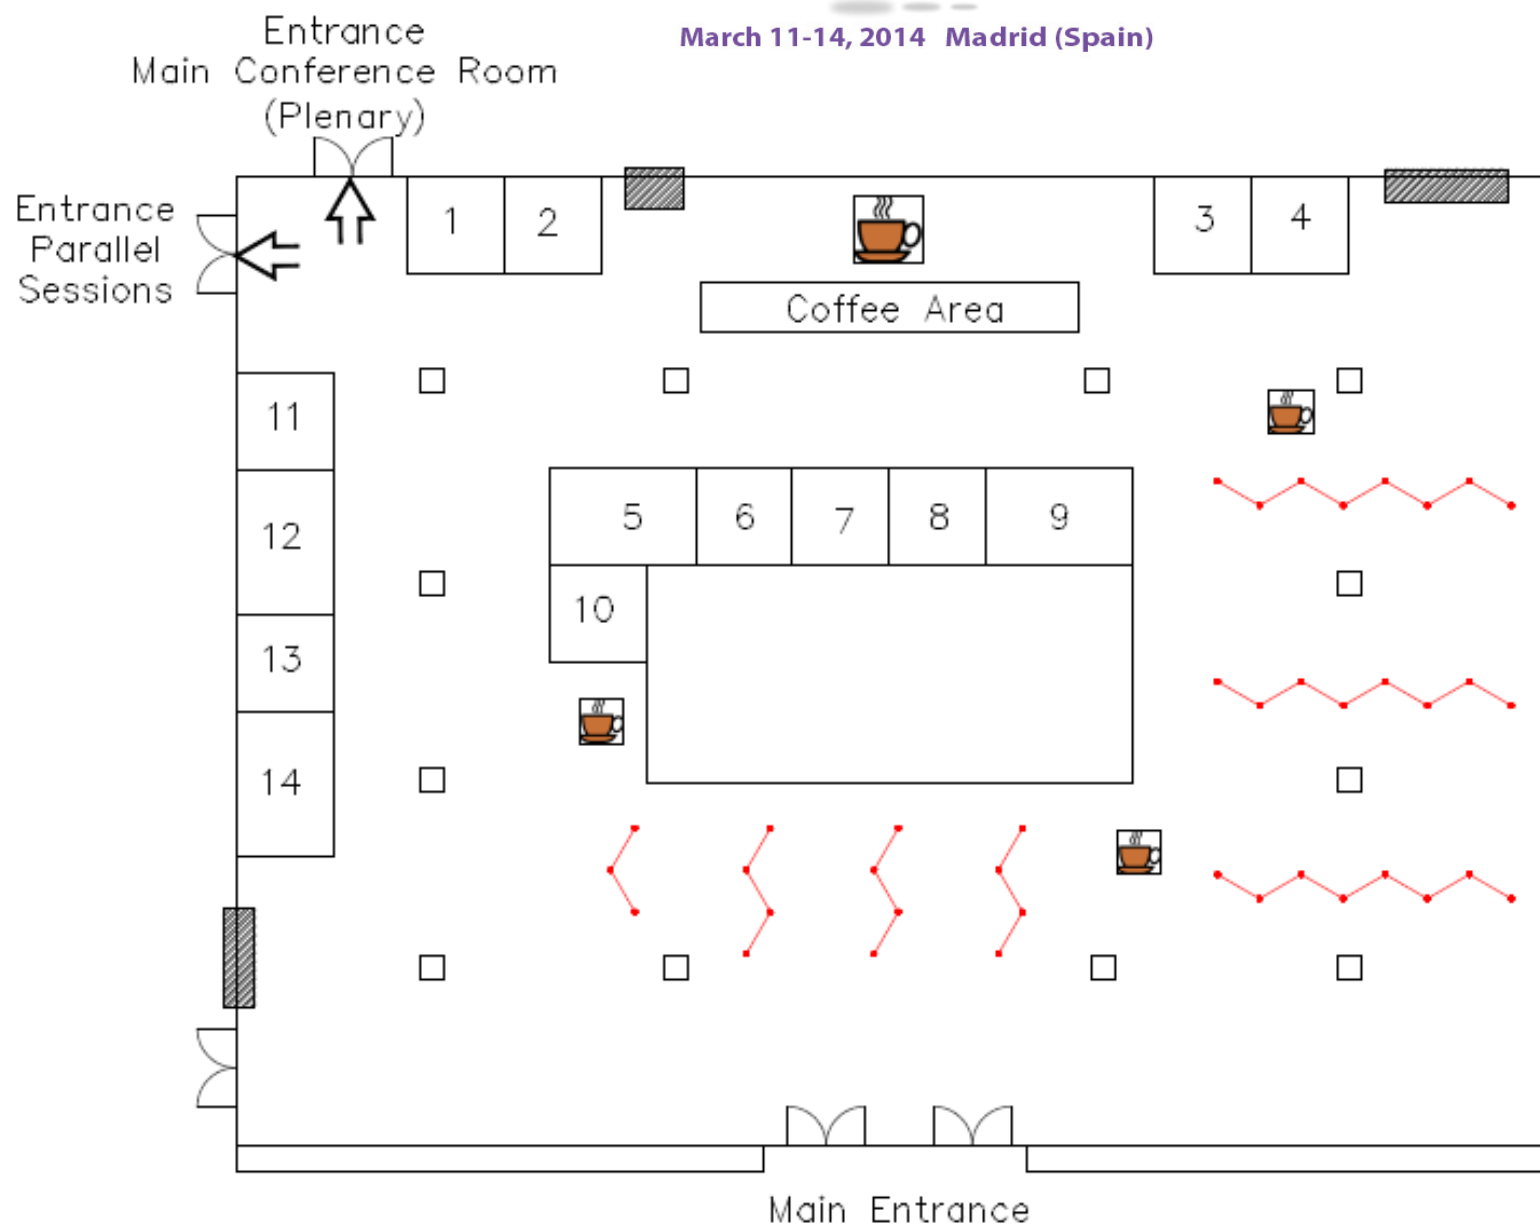 March 11-14, 2014   Madrid (Spain)
Entrance
Main Conference Room
(Plenary)
Entrance
Parallel
Sessions
1
2
3
4
Coffee Area
11
12
13
14
5
6
7
8
9
10
Main Entrance